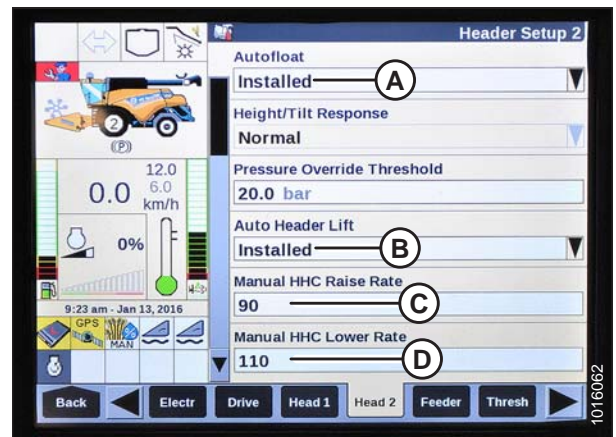 Header Setup 2
Autofloat
Installed
A
Height/Tilt Response
Normal
Pressure Override Threshold
20.0 bar
Auto Header Lift
Installed
B
Manual HHC Raise Rate
90
C
Manual HHC Lower Rate
110
D
2
(P)
12.0
0.0 6.0
km/h
0%
9:23 am - Jan 13, 2016
GPS
MAN
Back
Electr
Drive
Head 1
Head 2
Feeder
Thresh
1016062